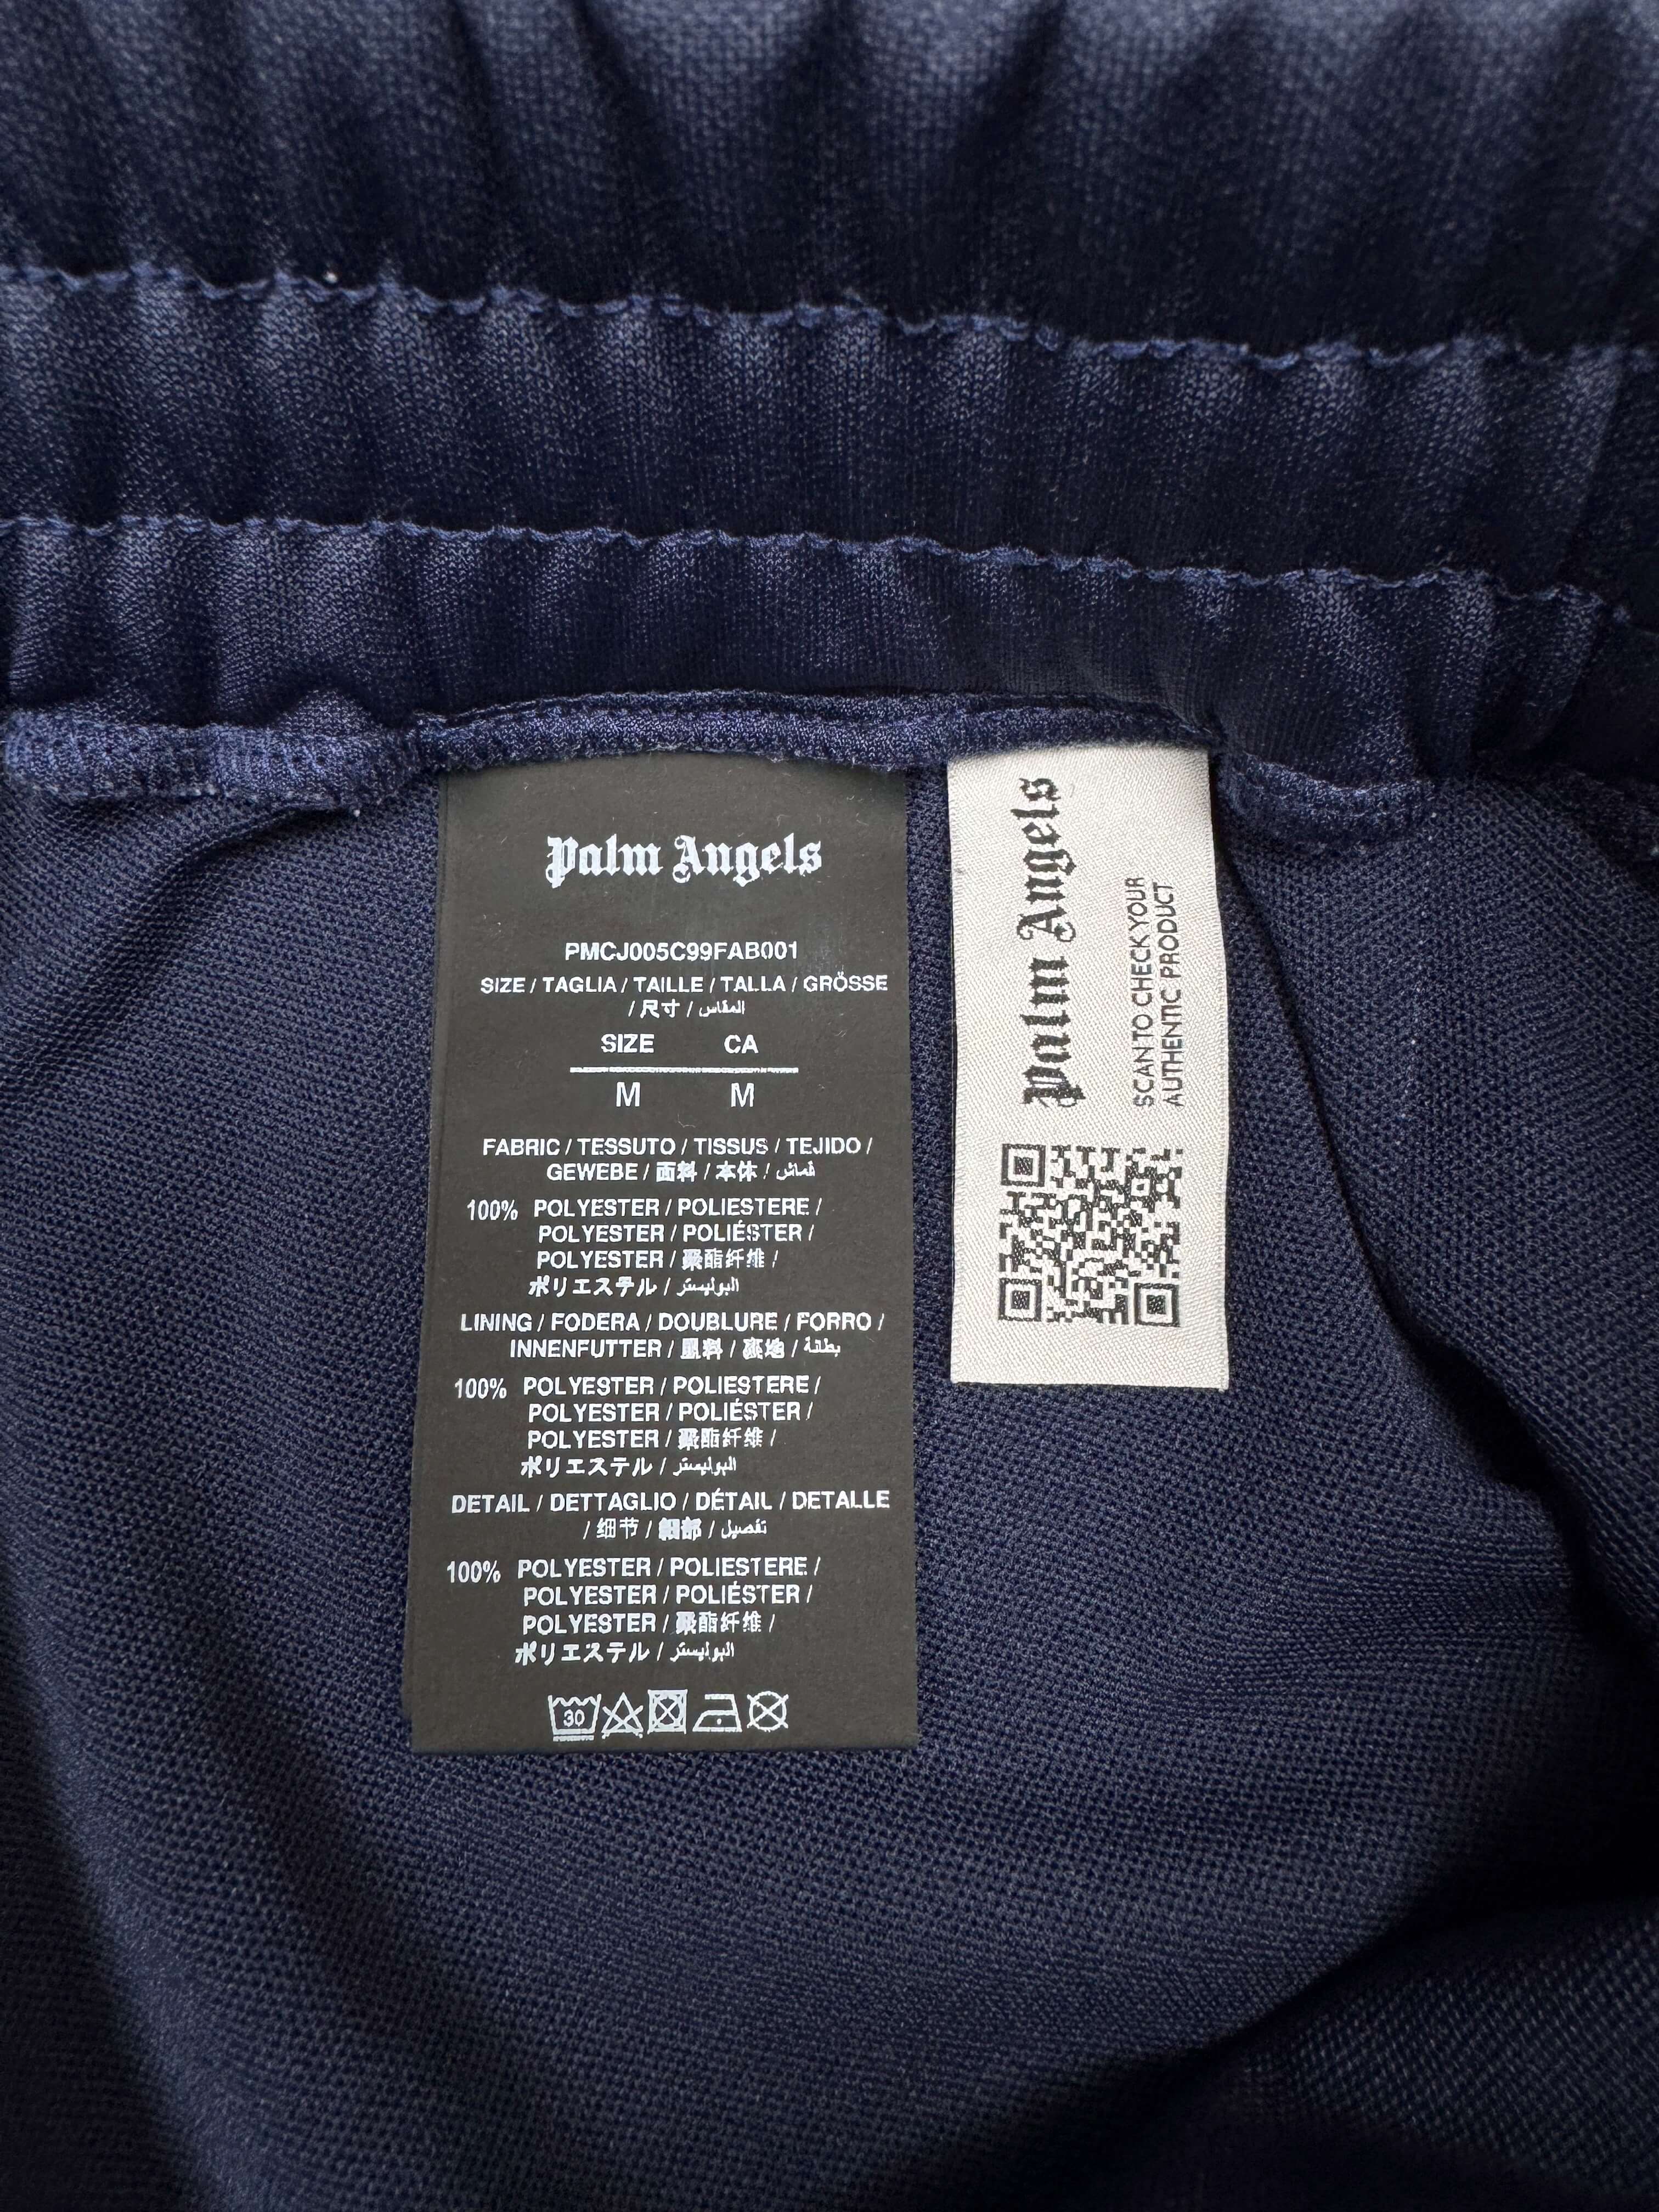 Palm Angels
PMCJ005C99FAB001
SIZE / TAGLIA / TAILLE / TALLA / GRÖSSE
/ 尺寸 / المقاس
SIZE CA
M M
FABRIC / TESSUTO / TISSUS / TEJIDO /
GEWEBE / 面料 / 本体 / قماش
100% POLYESTER / POLIESTERE /
POLYESTER / POLIÉSTER /
POLYESTER / 聚酯纤维 /
ポリエステル / البوليستر
LINING / FODERA / DOUBLURE / FORRO /
INNENFUTTER / 里料 / 裏地 / بطانة
100% POLYESTER / POLIESTERE /
POLYESTER / POLIÉSTER /
POLYESTER / 聚酯纤维 /
ポリエステル / البوليستر
DETAIL / DETTAGLIO / DÉTAIL / DETALLE
/ 细节 / 細部 / تفصيل
100% POLYESTER / POLIESTERE /
POLYESTER / POLIÉSTER /
POLYESTER / 聚酯纤维 /
ポリエステル / البوليستر
30
Palm Angels
SCAN TO CHECK YOUR
AUTHENTIC PRODUCT